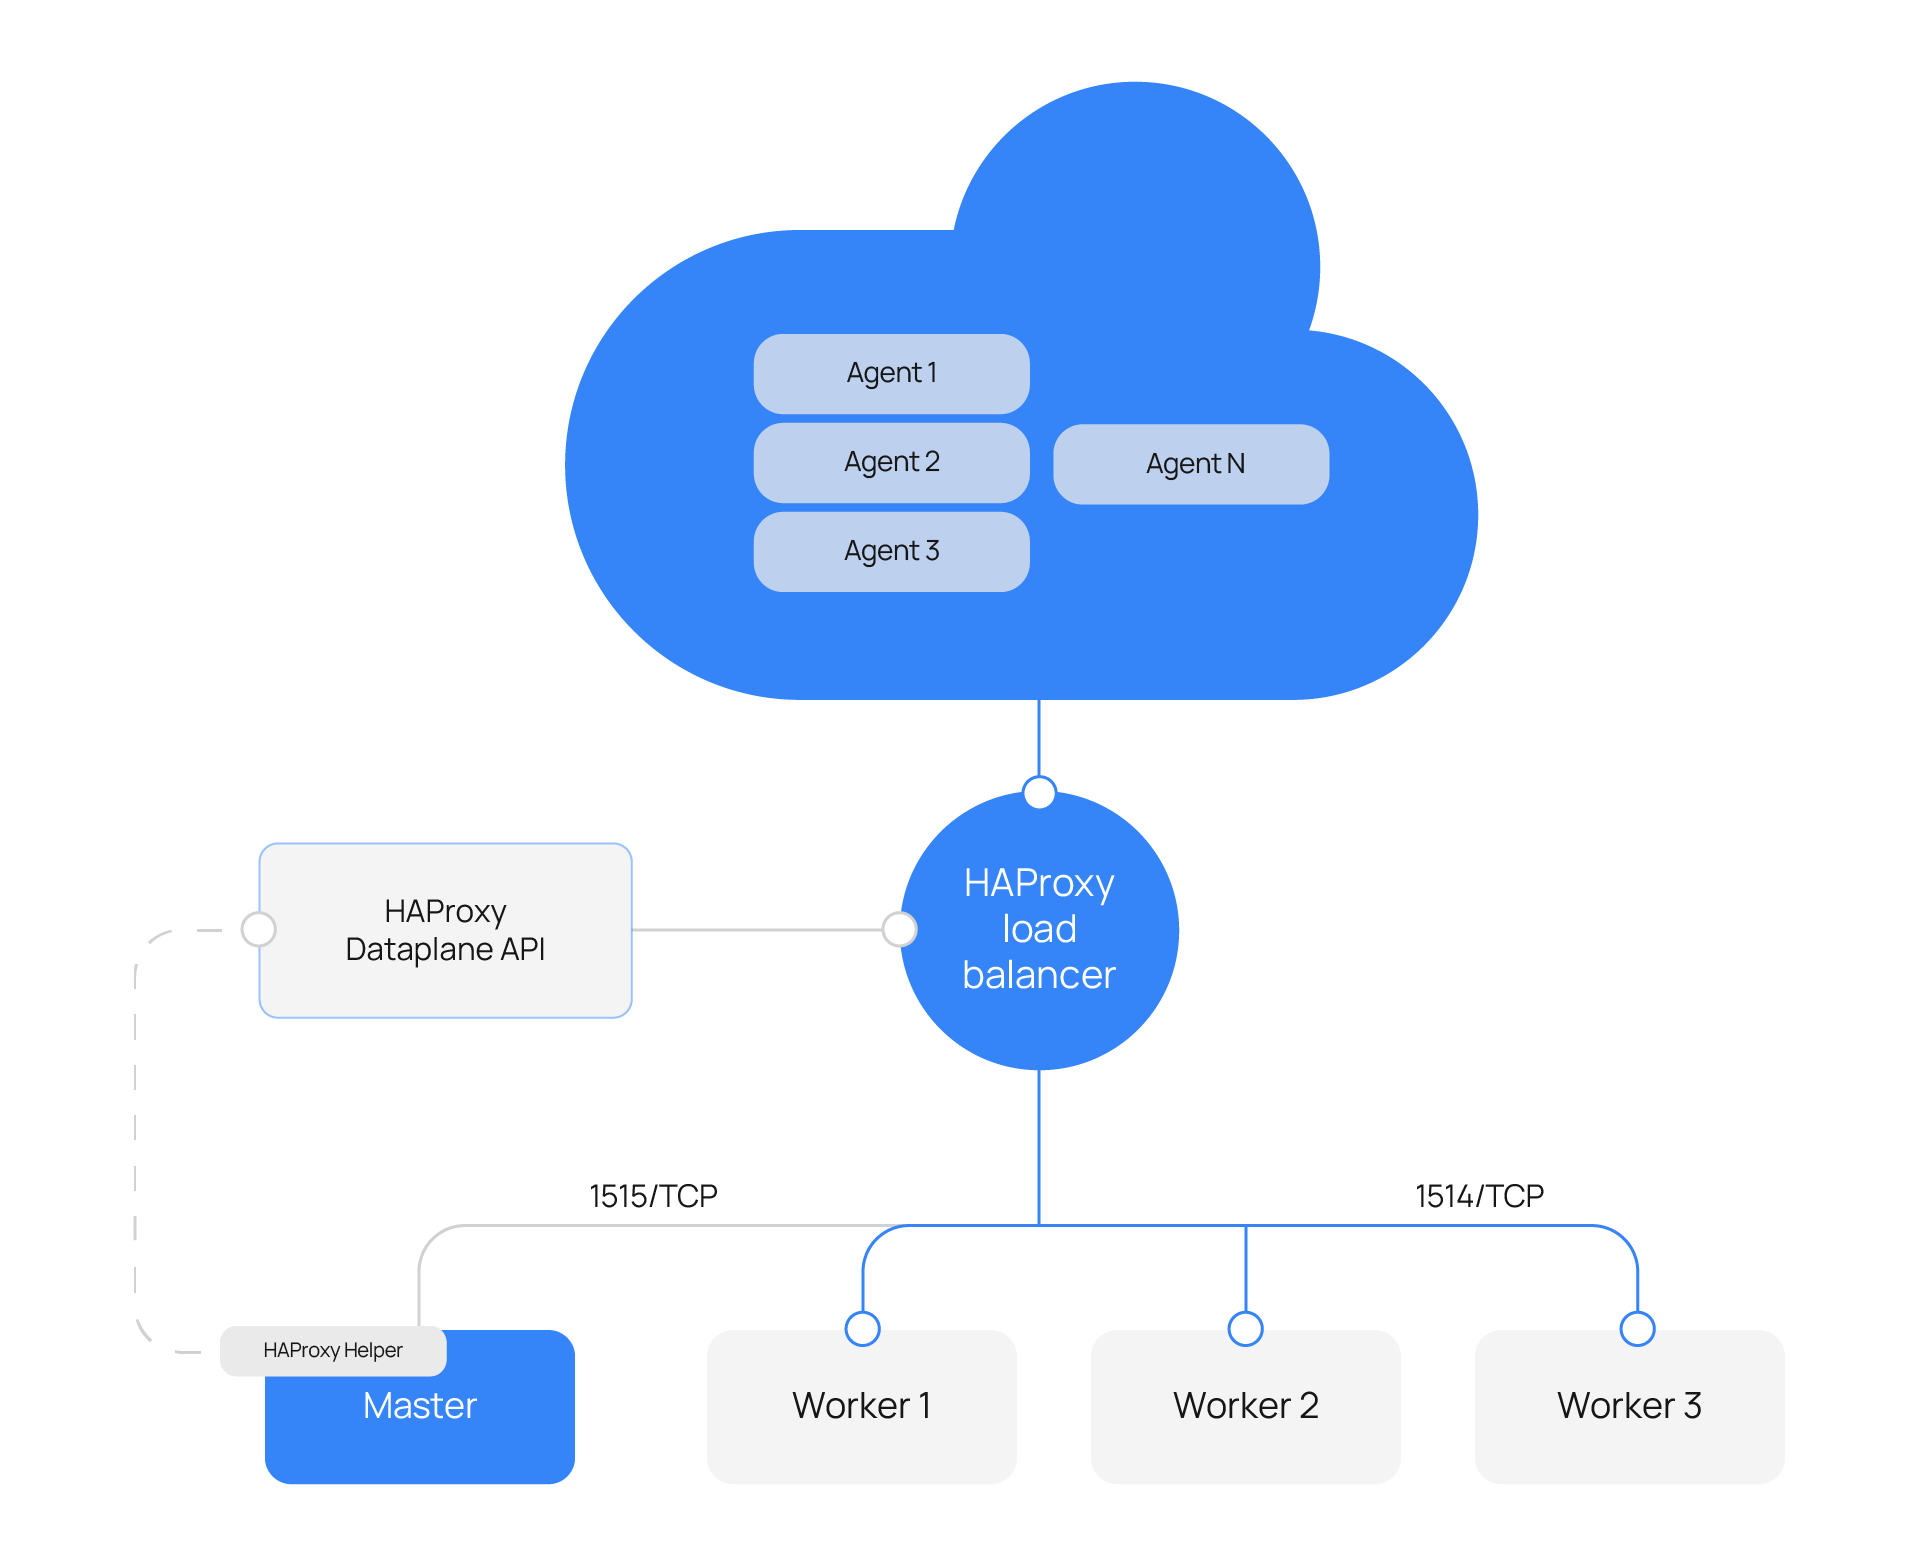 Agent 1
Agent 2
Agent N
Agent 3
HAProxy
Dataplane API
HAProxy
load
balancer
1515/TCP
1514/TCP
HAProxy Helper
Master
Worker 1
Worker 2
Worker 3